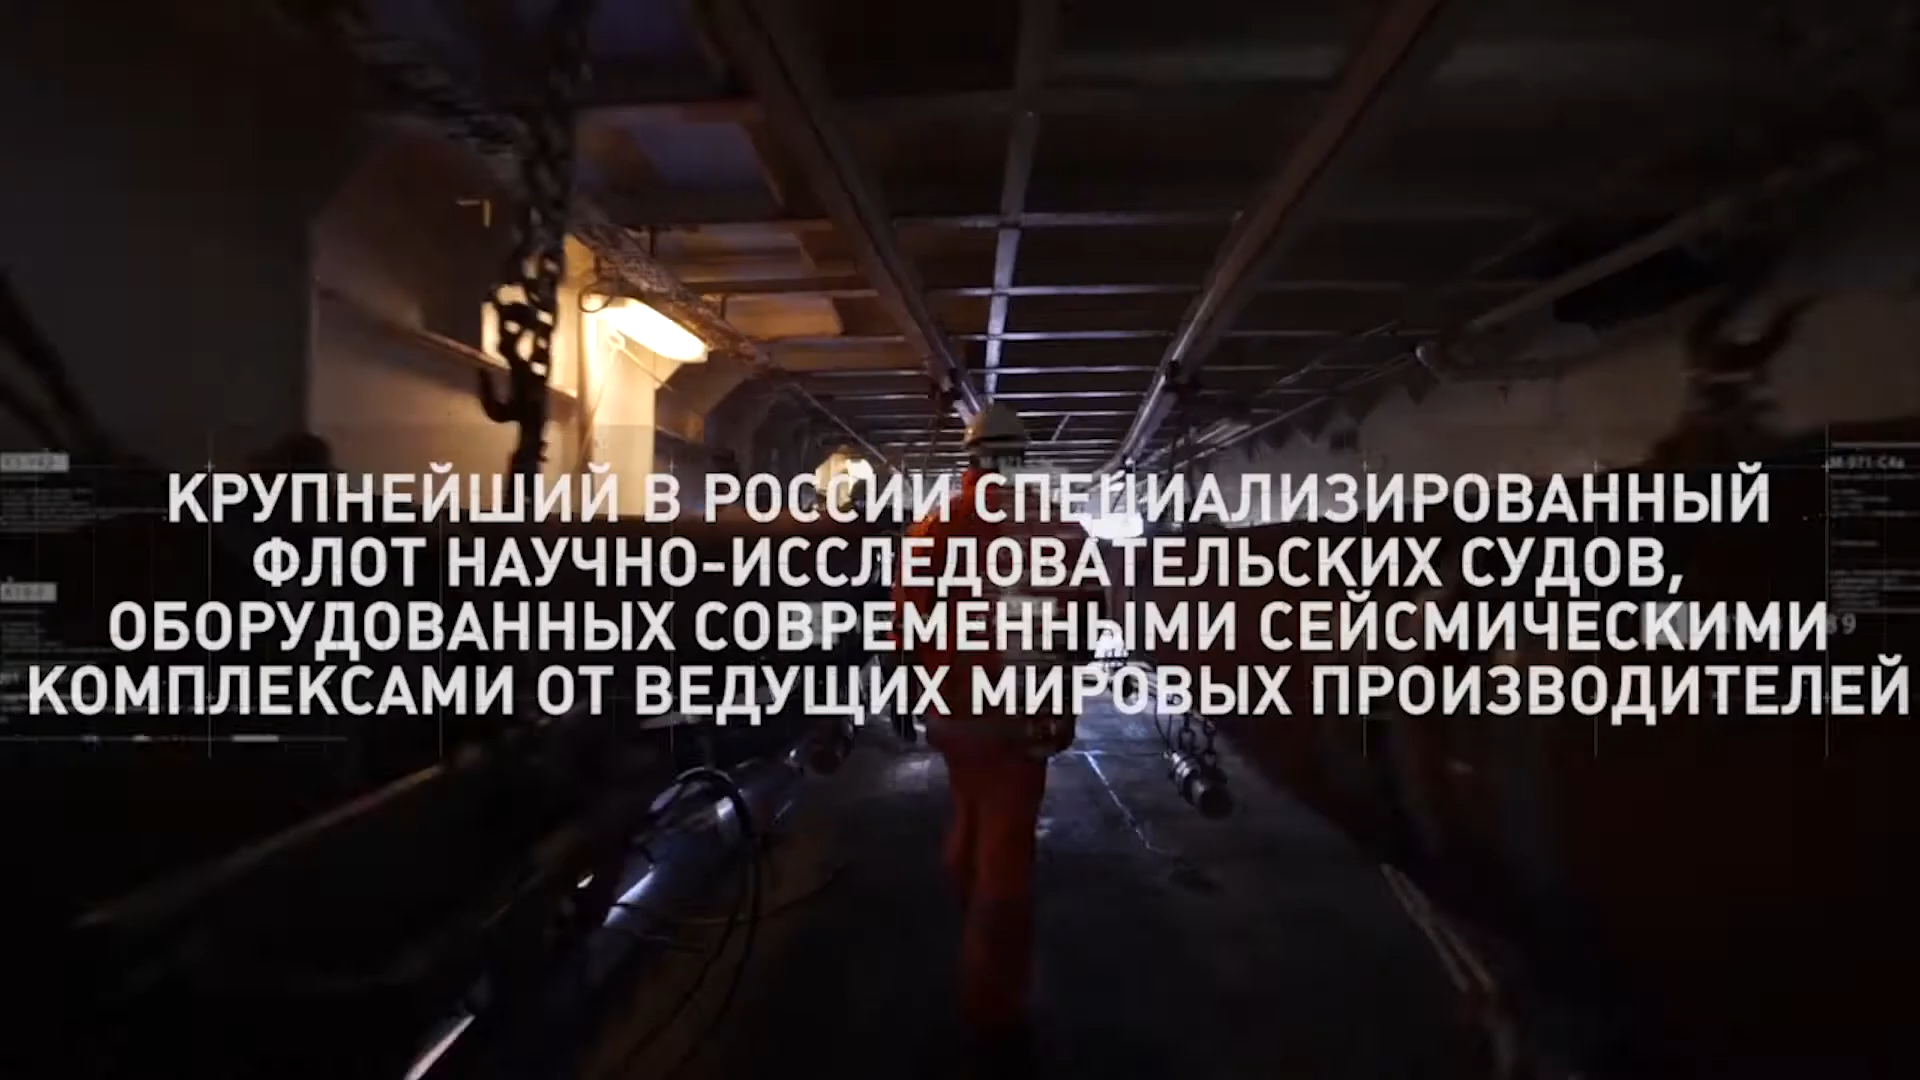 КРУПНЕЙШИЙ В РОССИИ СПЕЦИАЛИЗИРОВАННЫЙ
ФЛОТ НАУЧНО-ИССЛЕДОВАТЕЛЬСКИХ СУДОВ,
ОБОРУДОВАННЫХ СОВРЕМЕННЫМИ СЕЙСМИЧЕСКИМИ
КОМПЛЕКСАМИ ОТ ВЕДУЩИХ МИРОВЫХ ПРОИЗВОДИТЕЛЕЙ